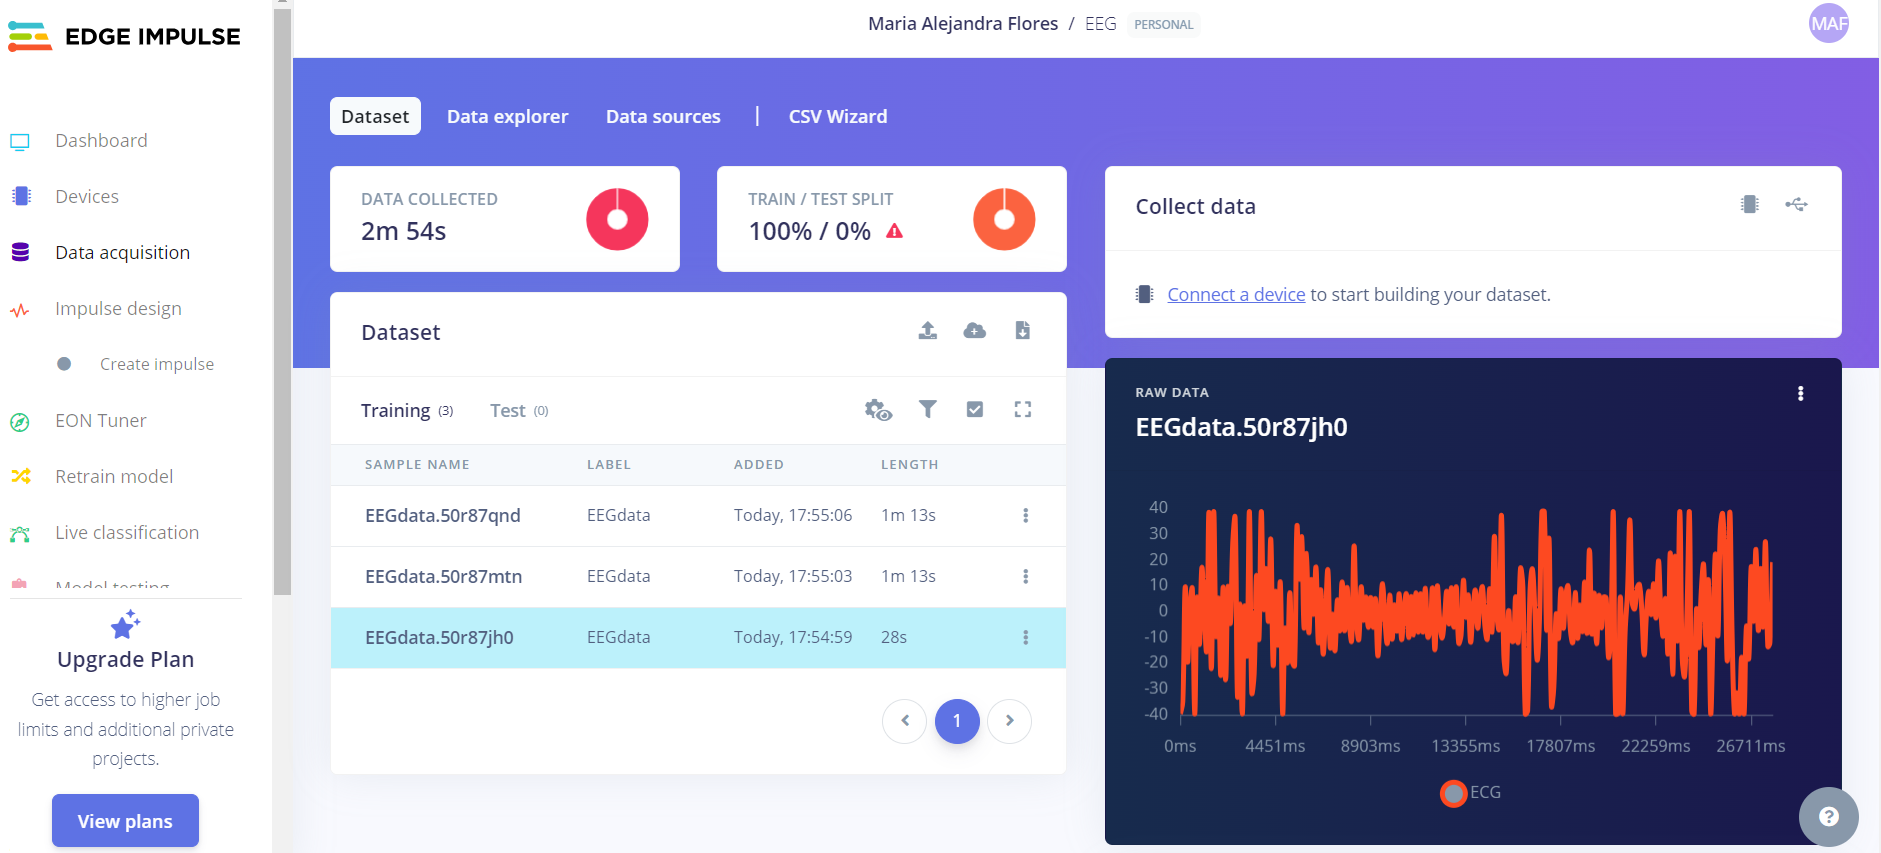 EDGE IMPULSE
Maria Alejandra Flores / EEG PERSONAL
MAF
Dashboard
Devices
Data acquisition
Impulse design
Create impulse
EON Tuner
Retrain model
Live classification
Model testing
Upgrade Plan
Get access to higher job
limits and additional private
projects.
View plans
Dataset Data explorer Data sources | CSV Wizard
DATA COLLECTED
2m 54s
TRAIN / TEST SPLIT
100% / 0%
Collect data
Connect a device to start building your dataset.
Dataset
Training (3) Test (0)
SAMPLE NAME LABEL ADDED LENGTH
EEGdata.50r87qnd EEGdata Today, 17:55:06 1m 13s
EEGdata.50r87mtn EEGdata Today, 17:55:03 1m 13s
EEGdata.50r87jh0 EEGdata Today, 17:54:59 28s
1
RAW DATA
EEGdata.50r87jh0
40
30
20
10
0
-10
-20
-30
-40
0ms 4451ms 8903ms 13355ms 17807ms 22259ms 26711ms
ECG
?